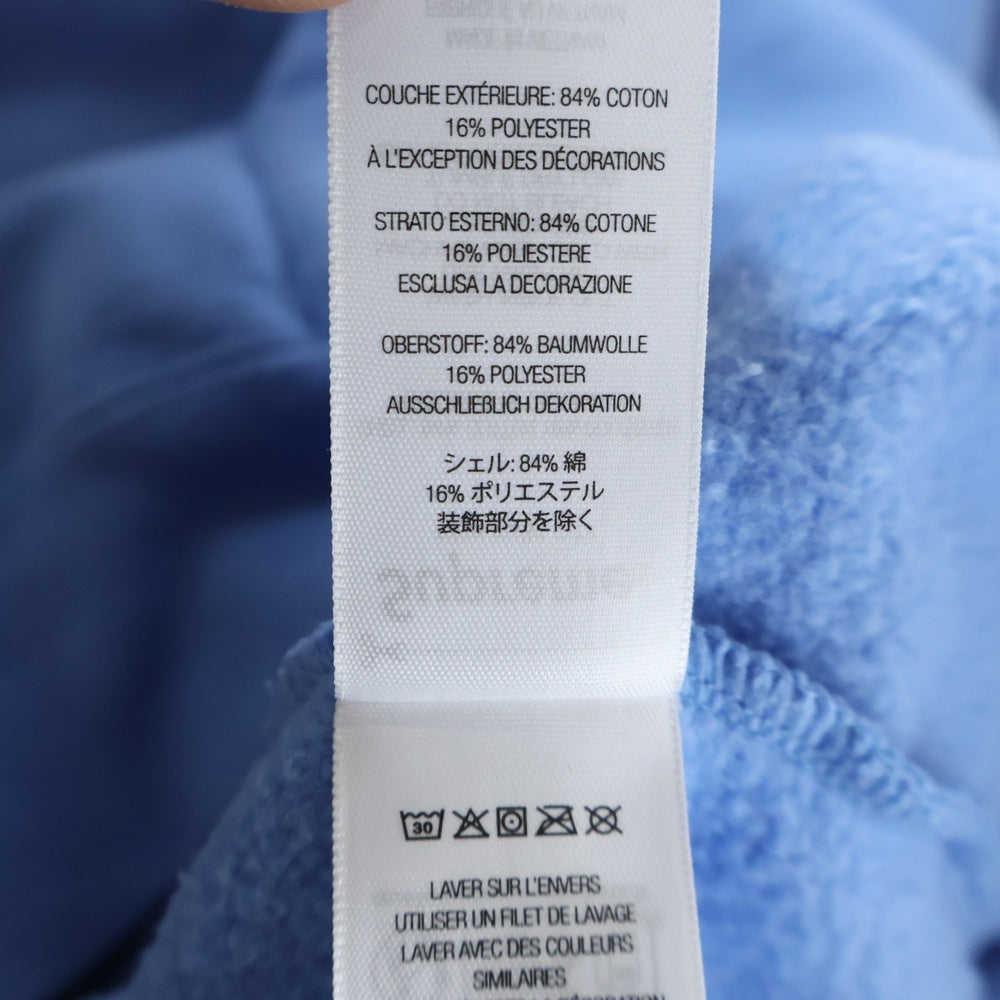 COUCHE EXTÉRIEURE: 84% COTON
16% POLYESTER
À L'EXCEPTION DES DÉCORATIONS
STRATO ESTERNO: 84% COTONE
16% POLIESTERE
ESCLUSA LA DECORAZIONE
OBERSTOFF: 84% BAUMWOLLE
16% POLYESTER
AUSSCHLIEßLICH DEKORATION
シェル: 84% 綿
16% ポリエステル
装飾部分を除く
30
LAVER SUR L'ENVERS
UTILISER UN FILET DE LAVAGE
LAVER AVEC DES COULEURS
SIMILAIRES